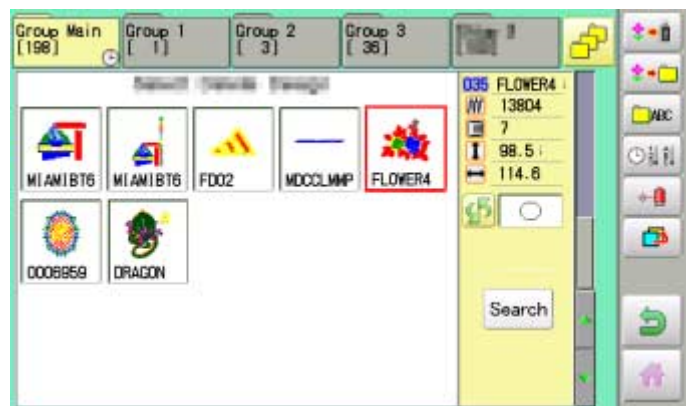 Group Main
[198]
Group 1
[ 1]
Group 2
[ 3]
Group 3
[ 36]
035 FLOWER4
13804
7
98.5
114.6
MIAMIBT6
MIAMIBT6
FD02
MDCCLMMP
FLOWER4
0006959
DRAGON
Search
ABC